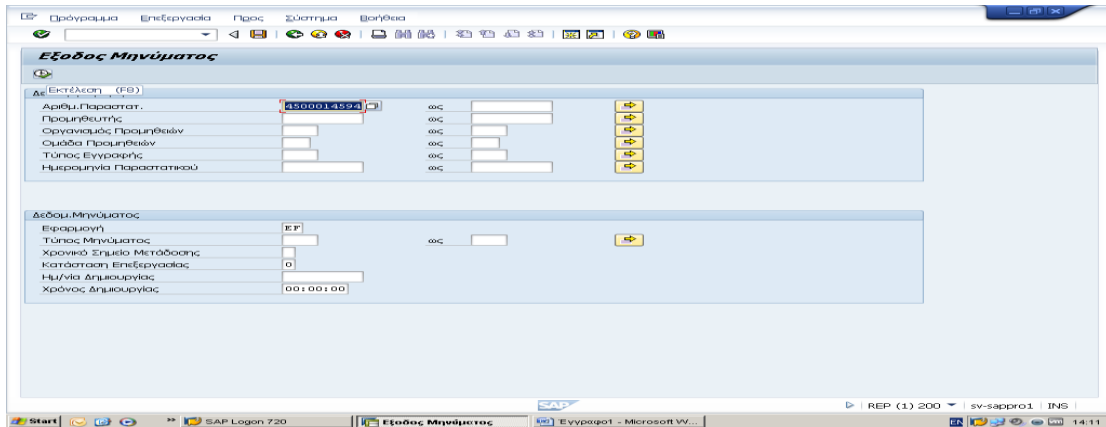 Πρόγραμμα Επεξεργασία Προς Σύστημα Βοήθεια
Εξοδος Μηνύματος
Δε
Εκτέλεση (F8)
Αριθμ.Παραστατ. 4500014594 ως
Προμηθευτής ως
Οργανισμός Προμηθειών ως
Ομάδα Προμηθειών ως
Τύπος Εγγραφής ως
Ημερομηνία Παραστατικού ως
Δεδομ.Μηνύματος
Εφαρμογή EF
Τύπος Μηνύματος ως
Χρονικό Σημείο Μετάδοσης
Κατάσταση Επεξεργασίας 0
Ημ/νία Δημιουργίας
Χρόνος Δημιουργίας 00:00:00
SAP
REP (1) 200 sv-sappro1 INS
Start SAP Logon 720 Εξοδος Μηνύματος Έγγραφο1 - Microsoft W... EN 14:11